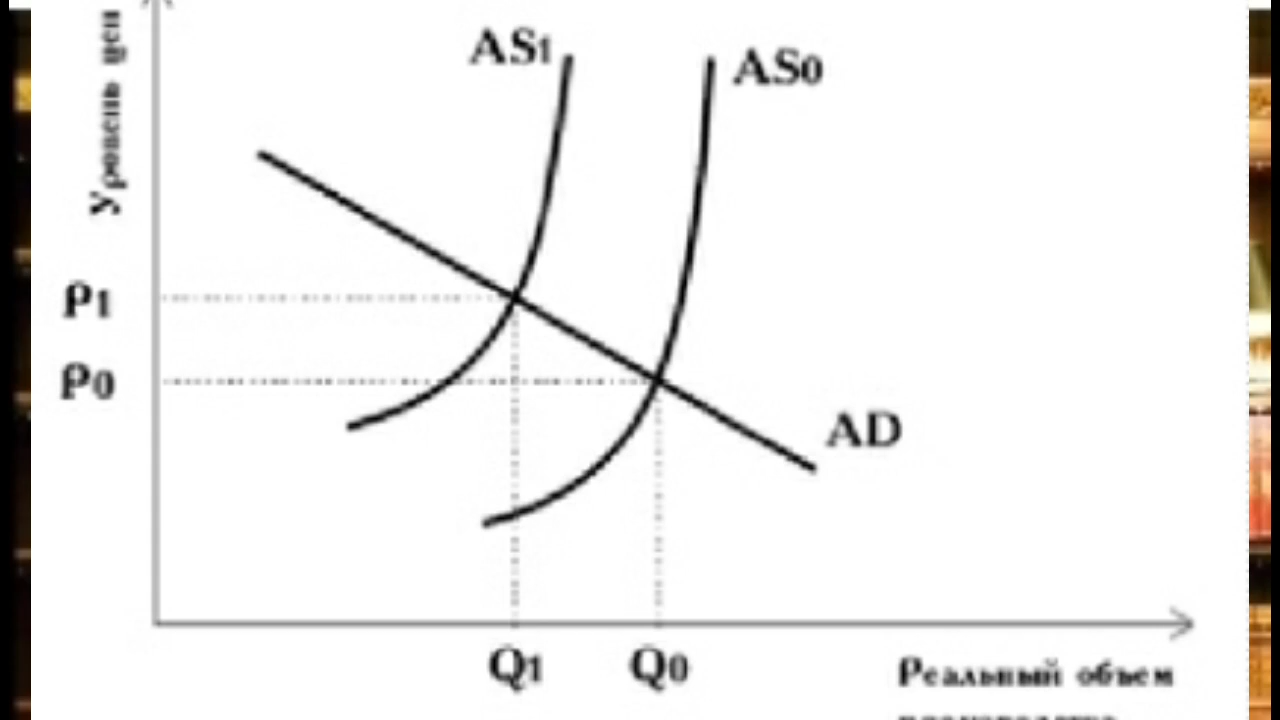 Уровень цен
AS1
AS0
P1
P0
AD
Q1
Q0
Реальный объем